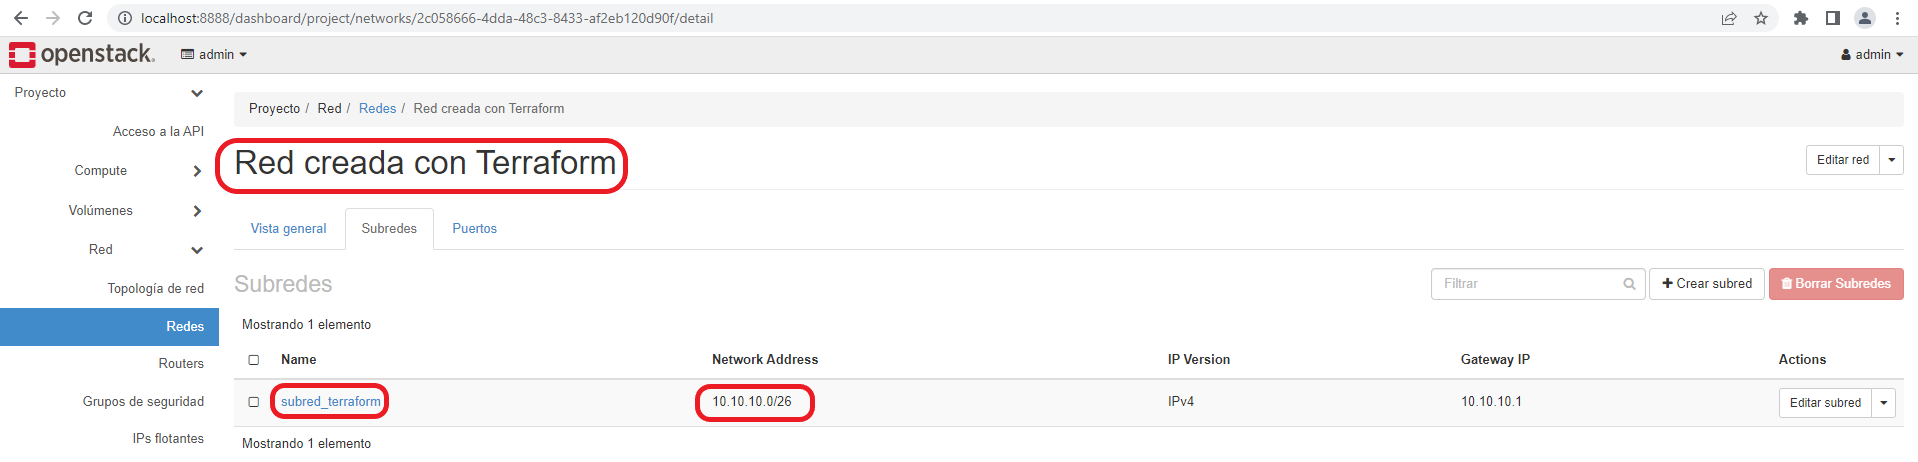 localhost:8888/dashboard/project/networks/2c058666-4dda-48c3-8433-af2eb120d90f/detail
openstack. admin admin
Proyecto
Acceso a la API
Compute
Volúmenes
Red
Topología de red
Redes
Routers
Grupos de seguridad
IPs flotantes
Proyecto / Red / Redes / Red creada con Terraform
Red creada con Terraform
Editar red
Vista general Subredes Puertos
Subredes
Filtrar
Crear subred
Borrar Subredes
Mostrando 1 elemento
Name Network Address IP Version Gateway IP Actions
subred_terraform 10.10.10.0/26 IPv4 10.10.10.1 Editar subred
Mostrando 1 elemento